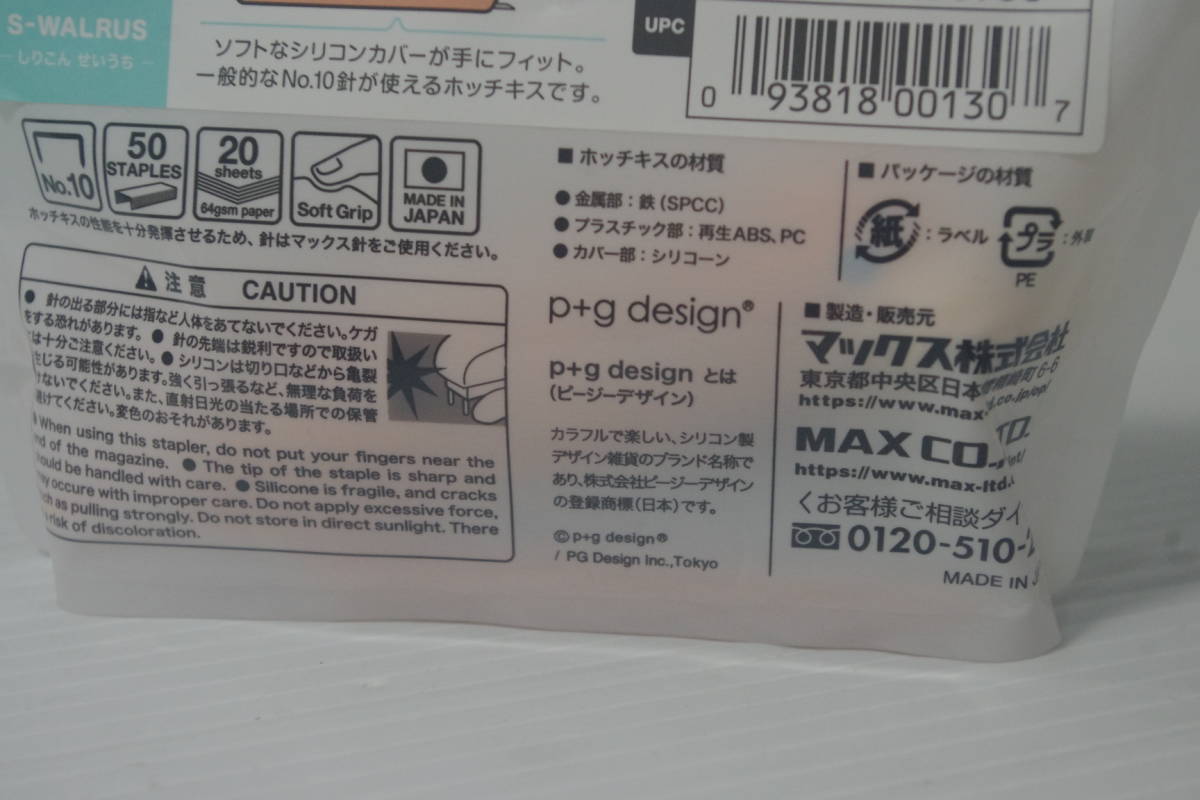 S-WALRUS
しりこん せいうち
ソフトなシリコンカバーが手にフィット。
一般的なNo.10針が使えるホッチキスです。
UPC
0 93818 00130 7
No.10
50
STAPLES
20
sheets
64gsm paper
Soft Grip
MADE IN
JAPAN
ホッチキスの性能を十分発揮させるため、針はマックス針をご使用ください。
注意 CAUTION
● 針の出る部分には指など人体をあてないでください。ケガ
をする恐れがあります。 ● 針の先端は鋭利ですので取扱い
は十分ご注意ください。 ● シリコンは切り口などから亀裂
生じる可能性があります。強く引っ張るなど、無理な負荷を
けないでください。また、直射日光の当たる場所での保管
避けてください。変色のおそれがあります。
● When using this stapler, do not put your fingers near the
nd of the magazine. ● The tip of the staple is sharp and
ould be handled with care. ● Silicone is fragile, and cracks
ay occure with improper care. Do not apply excessive force,
ch as pulling strongly. Do not store in direct sunlight. There
risk of discoloration.
■ ホッチキスの材質
● 金属部：鉄（SPCC）
● プラスチック部：再生ABS、PC
● カバー部：シリコーン
p+g design®
p+g design とは
（ピージーデザイン）
カラフルで楽しい、シリコン製
デザイン雑貨のブランド名称で
あり、株式会社ピージーデザイン
の登録商標（日本）です。
©p+g design®
/ PG Design Inc.,Tokyo
■ パッケージの材質
紙：ラベル プラ：外
PE
■ 製造・販売元
マックス株式会社
東京都中央区日本 町 6-6
https://www.max .co.jp/op/
MAX CO., TD.
https://www.max-ltd.
くお客様ご相談ダイ
0120-510-
MADE IN J